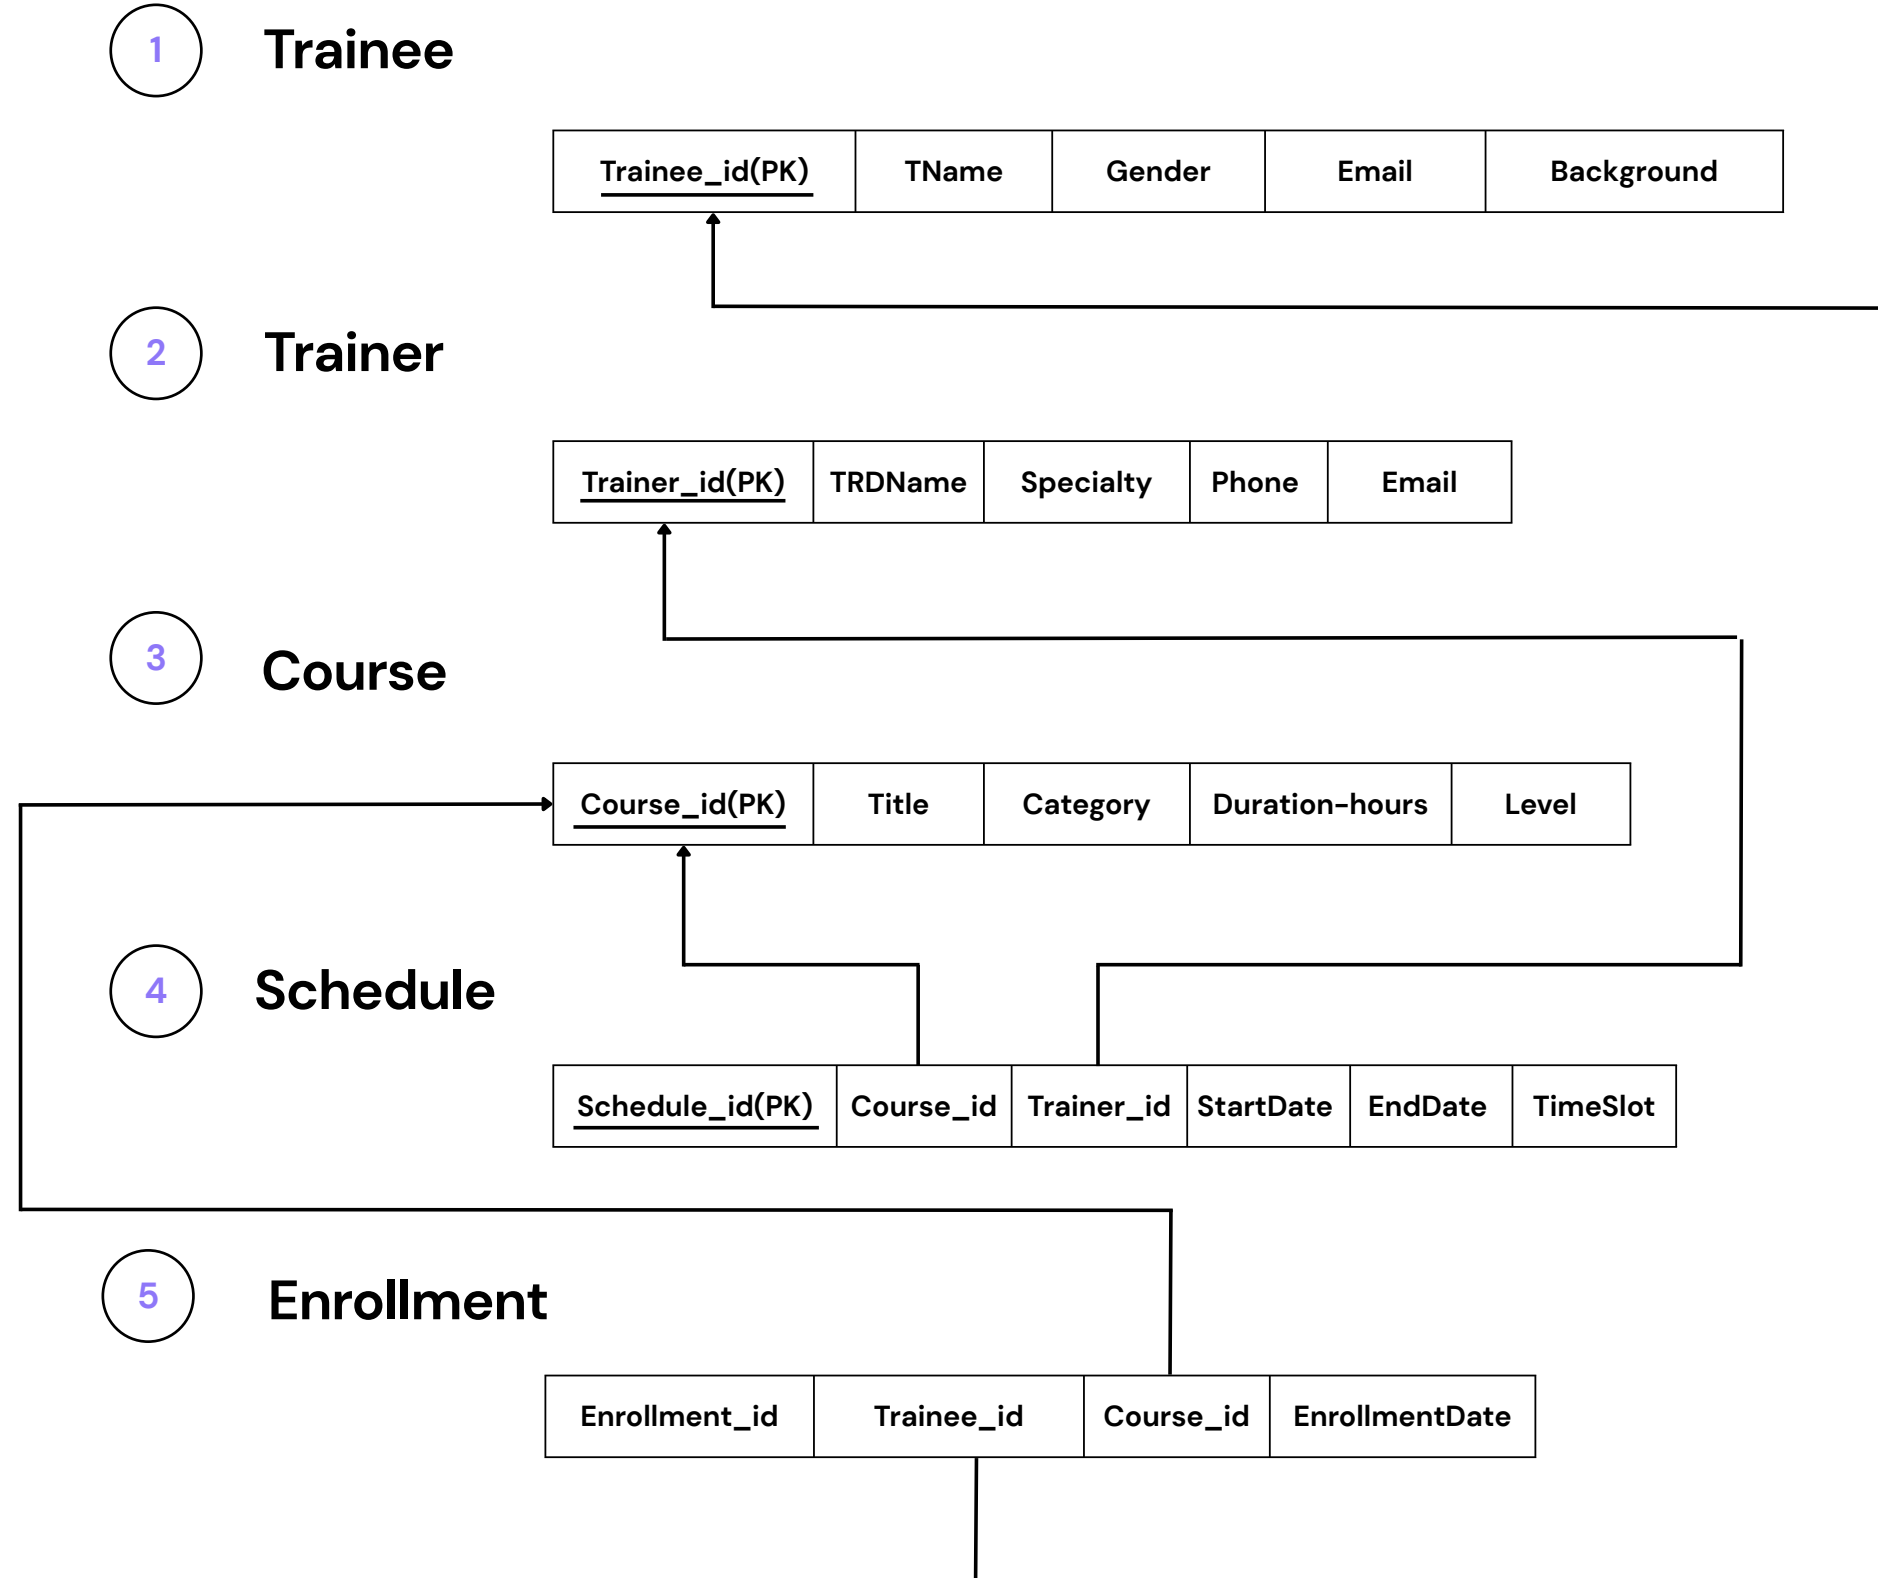 1 Trainee
Trainee_id(PK) TName Gender Email Background
2 Trainer
Trainer_id(PK) TRDName Specialty Phone Email
3 Course
Course_id(PK) Title Category Duration-hours Level
4 Schedule
Schedule_id(PK) Course_id Trainer_id StartDate EndDate TimeSlot
5 Enrollment
Enrollment_id Trainee_id Course_id EnrollmentDate